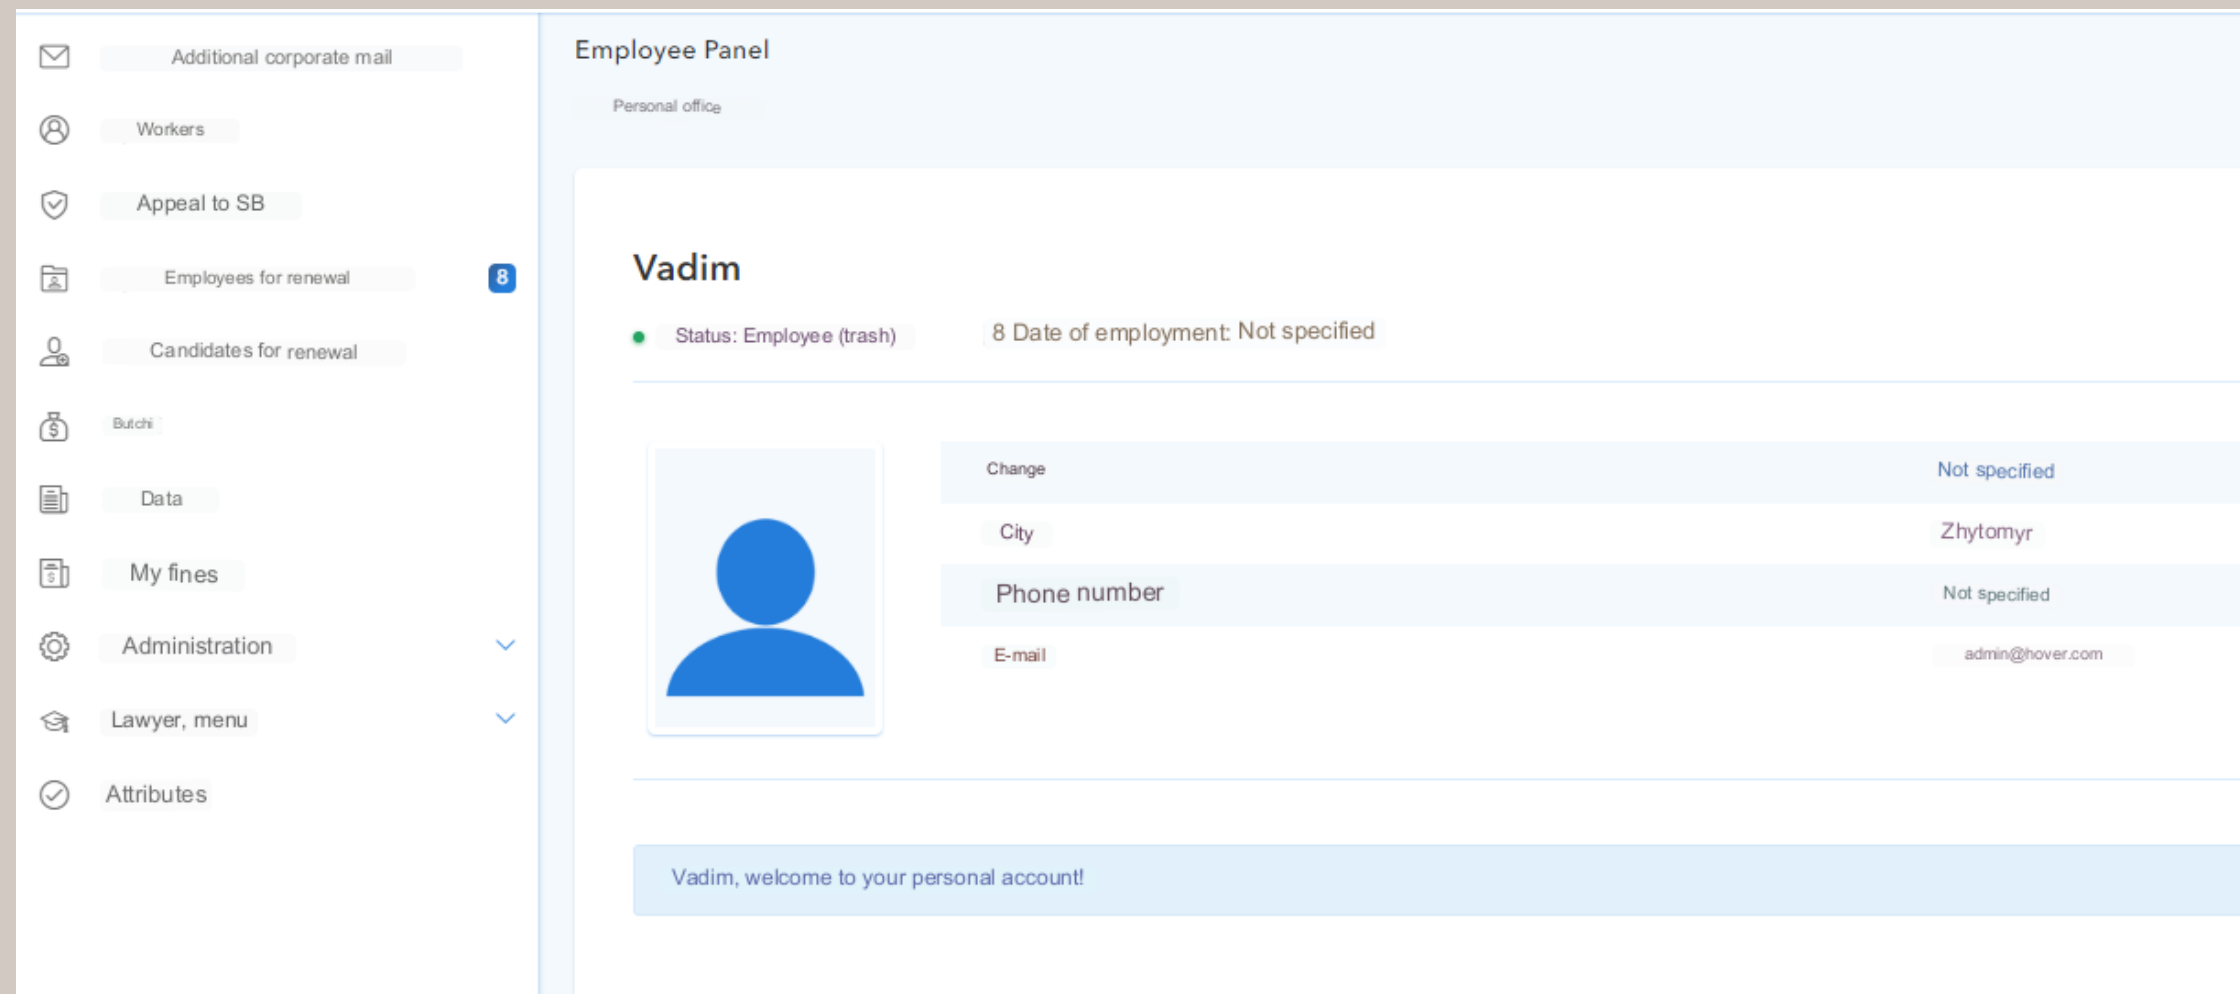 Additional corporate mail
Workers
Appeal to SB
Employees for renewal 8
Candidates for renewal
Butchi
Data
My fines
Administration
Lawyer, menu
Attributes
Employee Panel
Personal office
Vadim
Status: Employee (trash) 8 Date of employment: Not specified
Change Not specified
City Zhytomyr
Phone number Not specified
E-mail admin@hover.com
Vadim, welcome to your personal account!